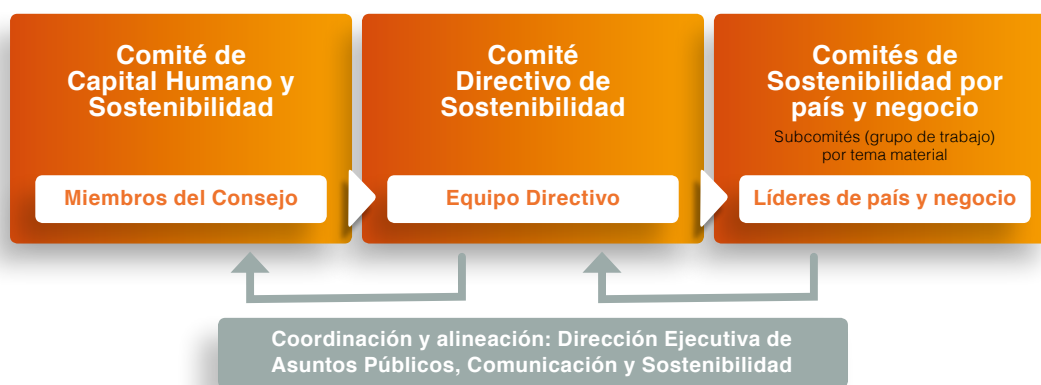 Comité de
Capital Humano y
Sostenibilidad
Miembros del Consejo
Comité
Directivo de
Sostenibilidad
Equipo Directivo
Comités de
Sostenibilidad por
país y negocio
Subcomités (grupo de trabajo)
por tema material
Líderes de país y negocio
Coordinación y alineación: Dirección Ejecutiva de
Asuntos Públicos, Comunicación y Sostenibilidad